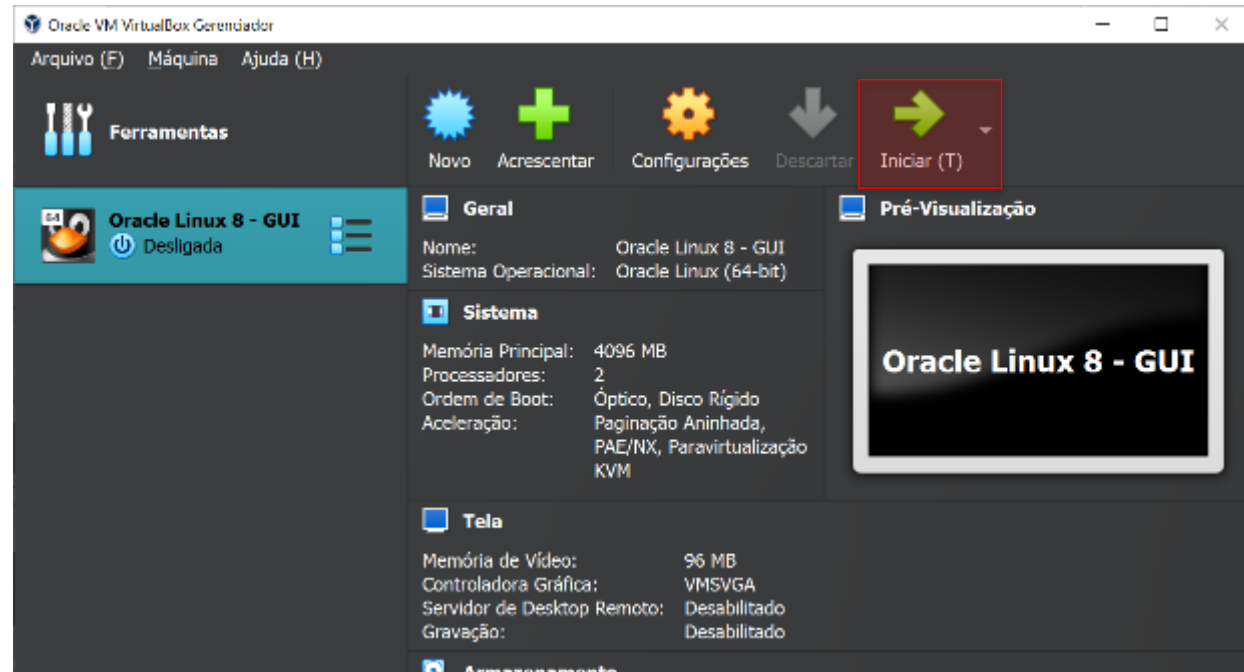 Oracle VM VirtualBox Gerenciador
Arquivo (F) Máquina Ajuda (H)
Ferramentas
Novo Acrescentar Configurações Descartar Iniciar (T)
64
Oracle Linux 8 - GUI
Desligada
Geral
Nome: Oracle Linux 8 - GUI
Sistema Operacional: Oracle Linux (64-bit)
Pré-Visualização
Oracle Linux 8 - GUI
Sistema
Memória Principal: 4096 MB
Processadores: 2
Ordem de Boot: Óptico, Disco Rígido
Aceleração: Paginação Aninhada,
PAE/NX, Paravirtualização
KVM
Tela
Memória de Vídeo: 96 MB
Controladora Gráfica: VMSVGA
Servidor de Desktop Remoto: Desabilitado
Gravação: Desabilitado
Armazenamento